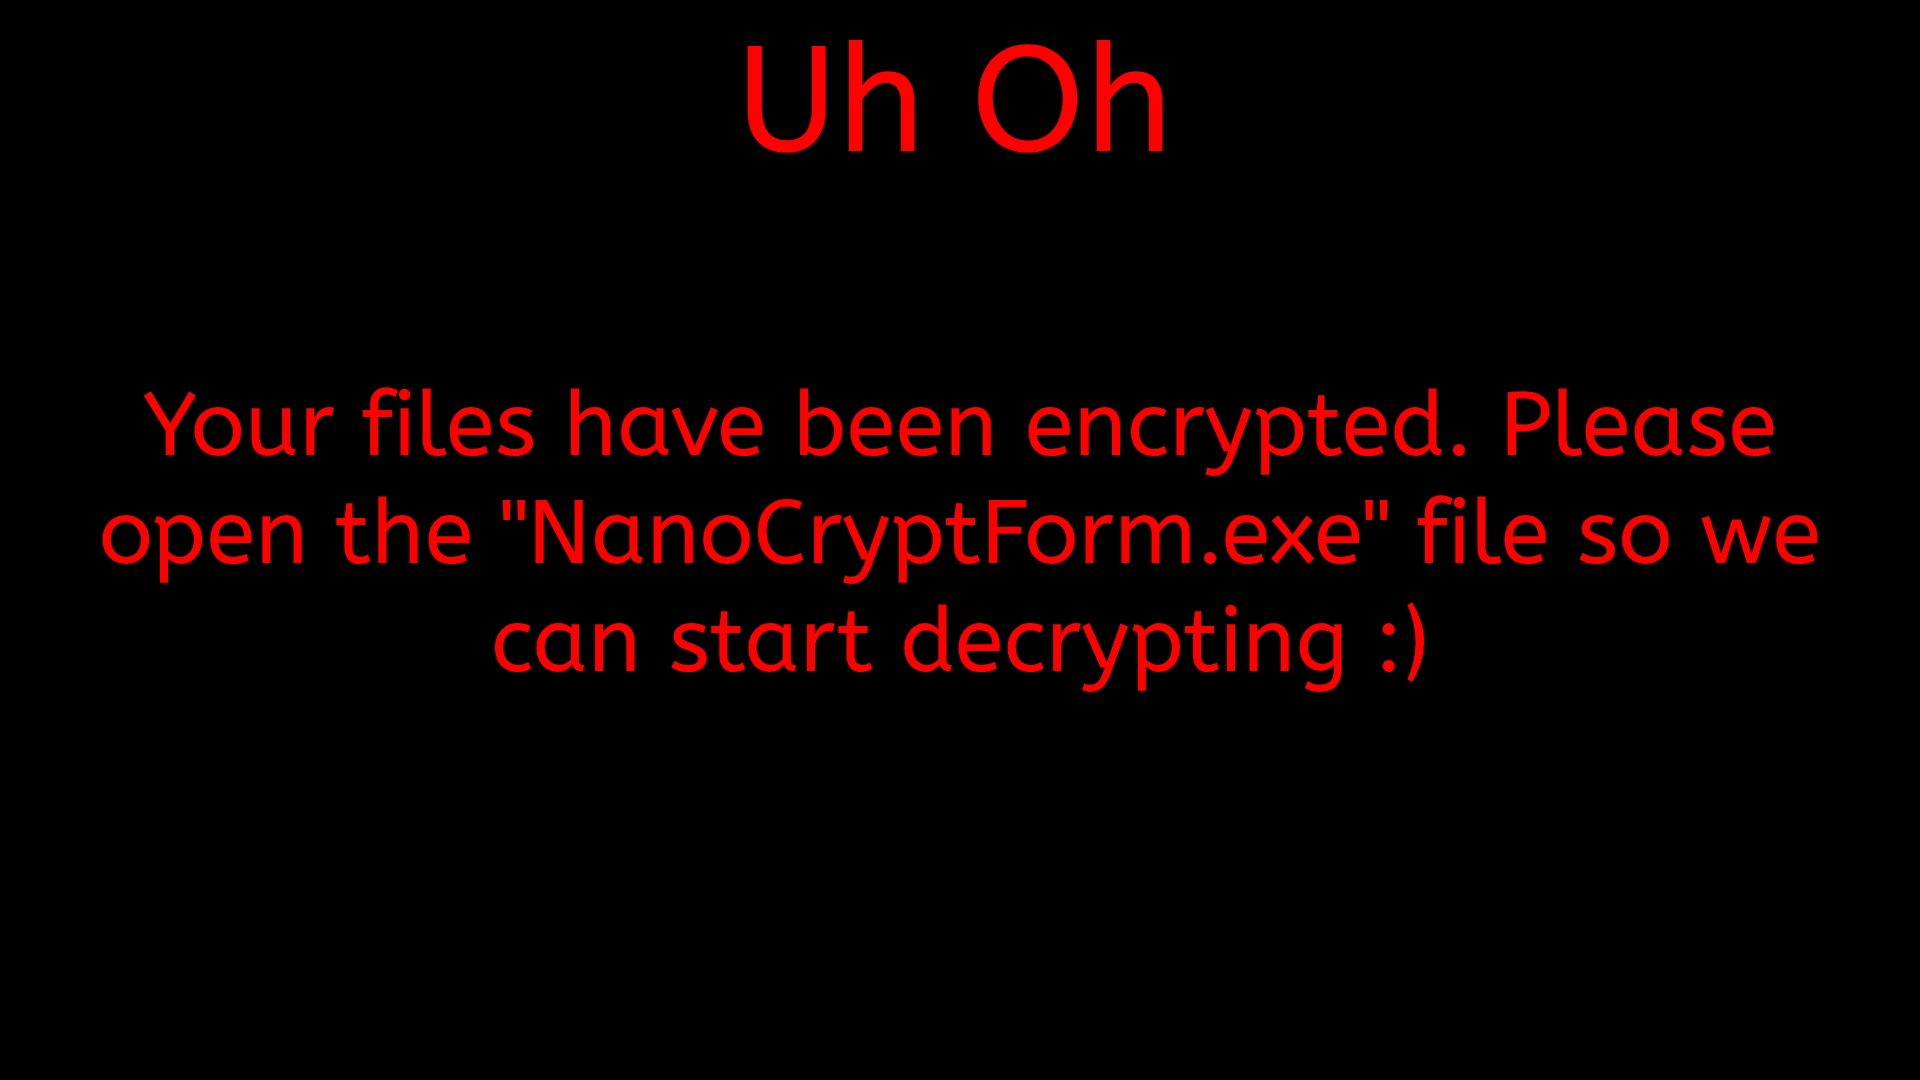 Uh Oh
Your files have been encrypted. Please
open the "NanoCryptForm.exe" file so we
can start decrypting :)